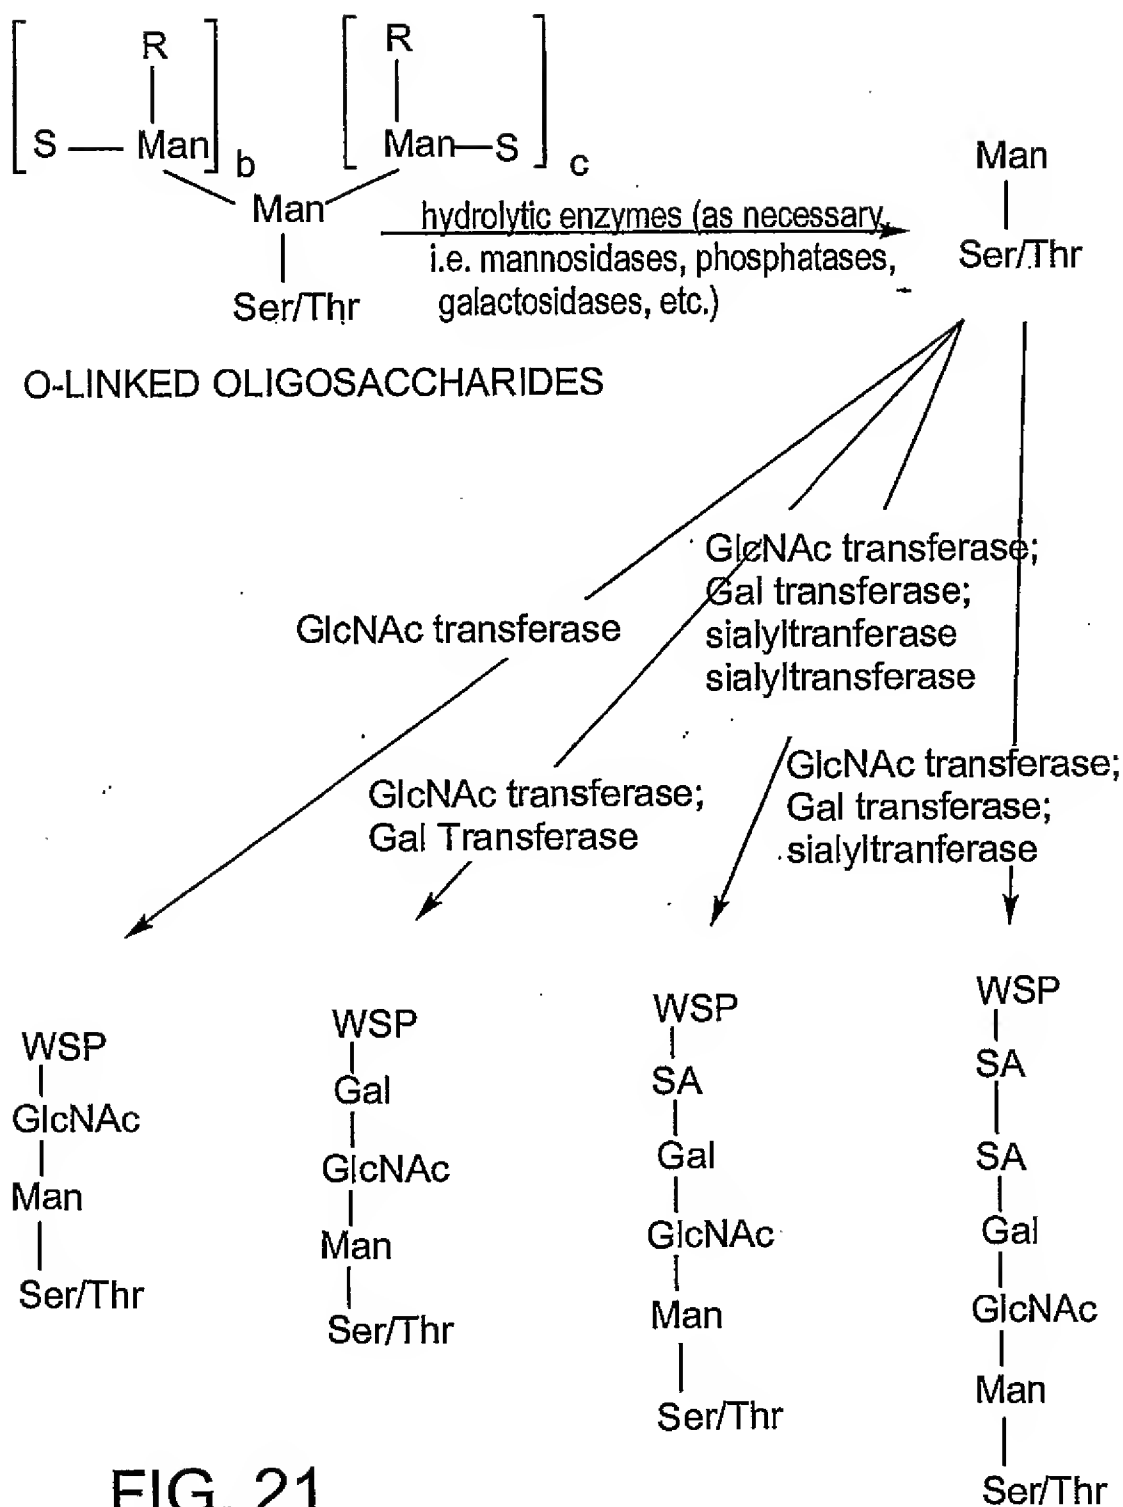 R
R
S — Man
b
Man—S
c
Man
Ser/Thr
hydrolytic enzymes (as necessary,
i.e. mannosidases, phosphatases,
galactosidases, etc.)
Man
Ser/Thr
O-LINKED OLIGOSACCHARIDES
GlcNAc transferase
GlcNAc transferase;
Gal transferase;
sialyltranferase
sialyltransferase
GlcNAc transferase;
Gal Transferase
GlcNAc transferase;
Gal transferase;
sialyltranferase
WSP
GlcNAc
Man
Ser/Thr
WSP
Gal
GlcNAc
Man
Ser/Thr
WSP
SA
Gal
GlcNAc
Man
Ser/Thr
WSP
SA
SA
Gal
GlcNAc
Man
Ser/Thr
FIG. 21